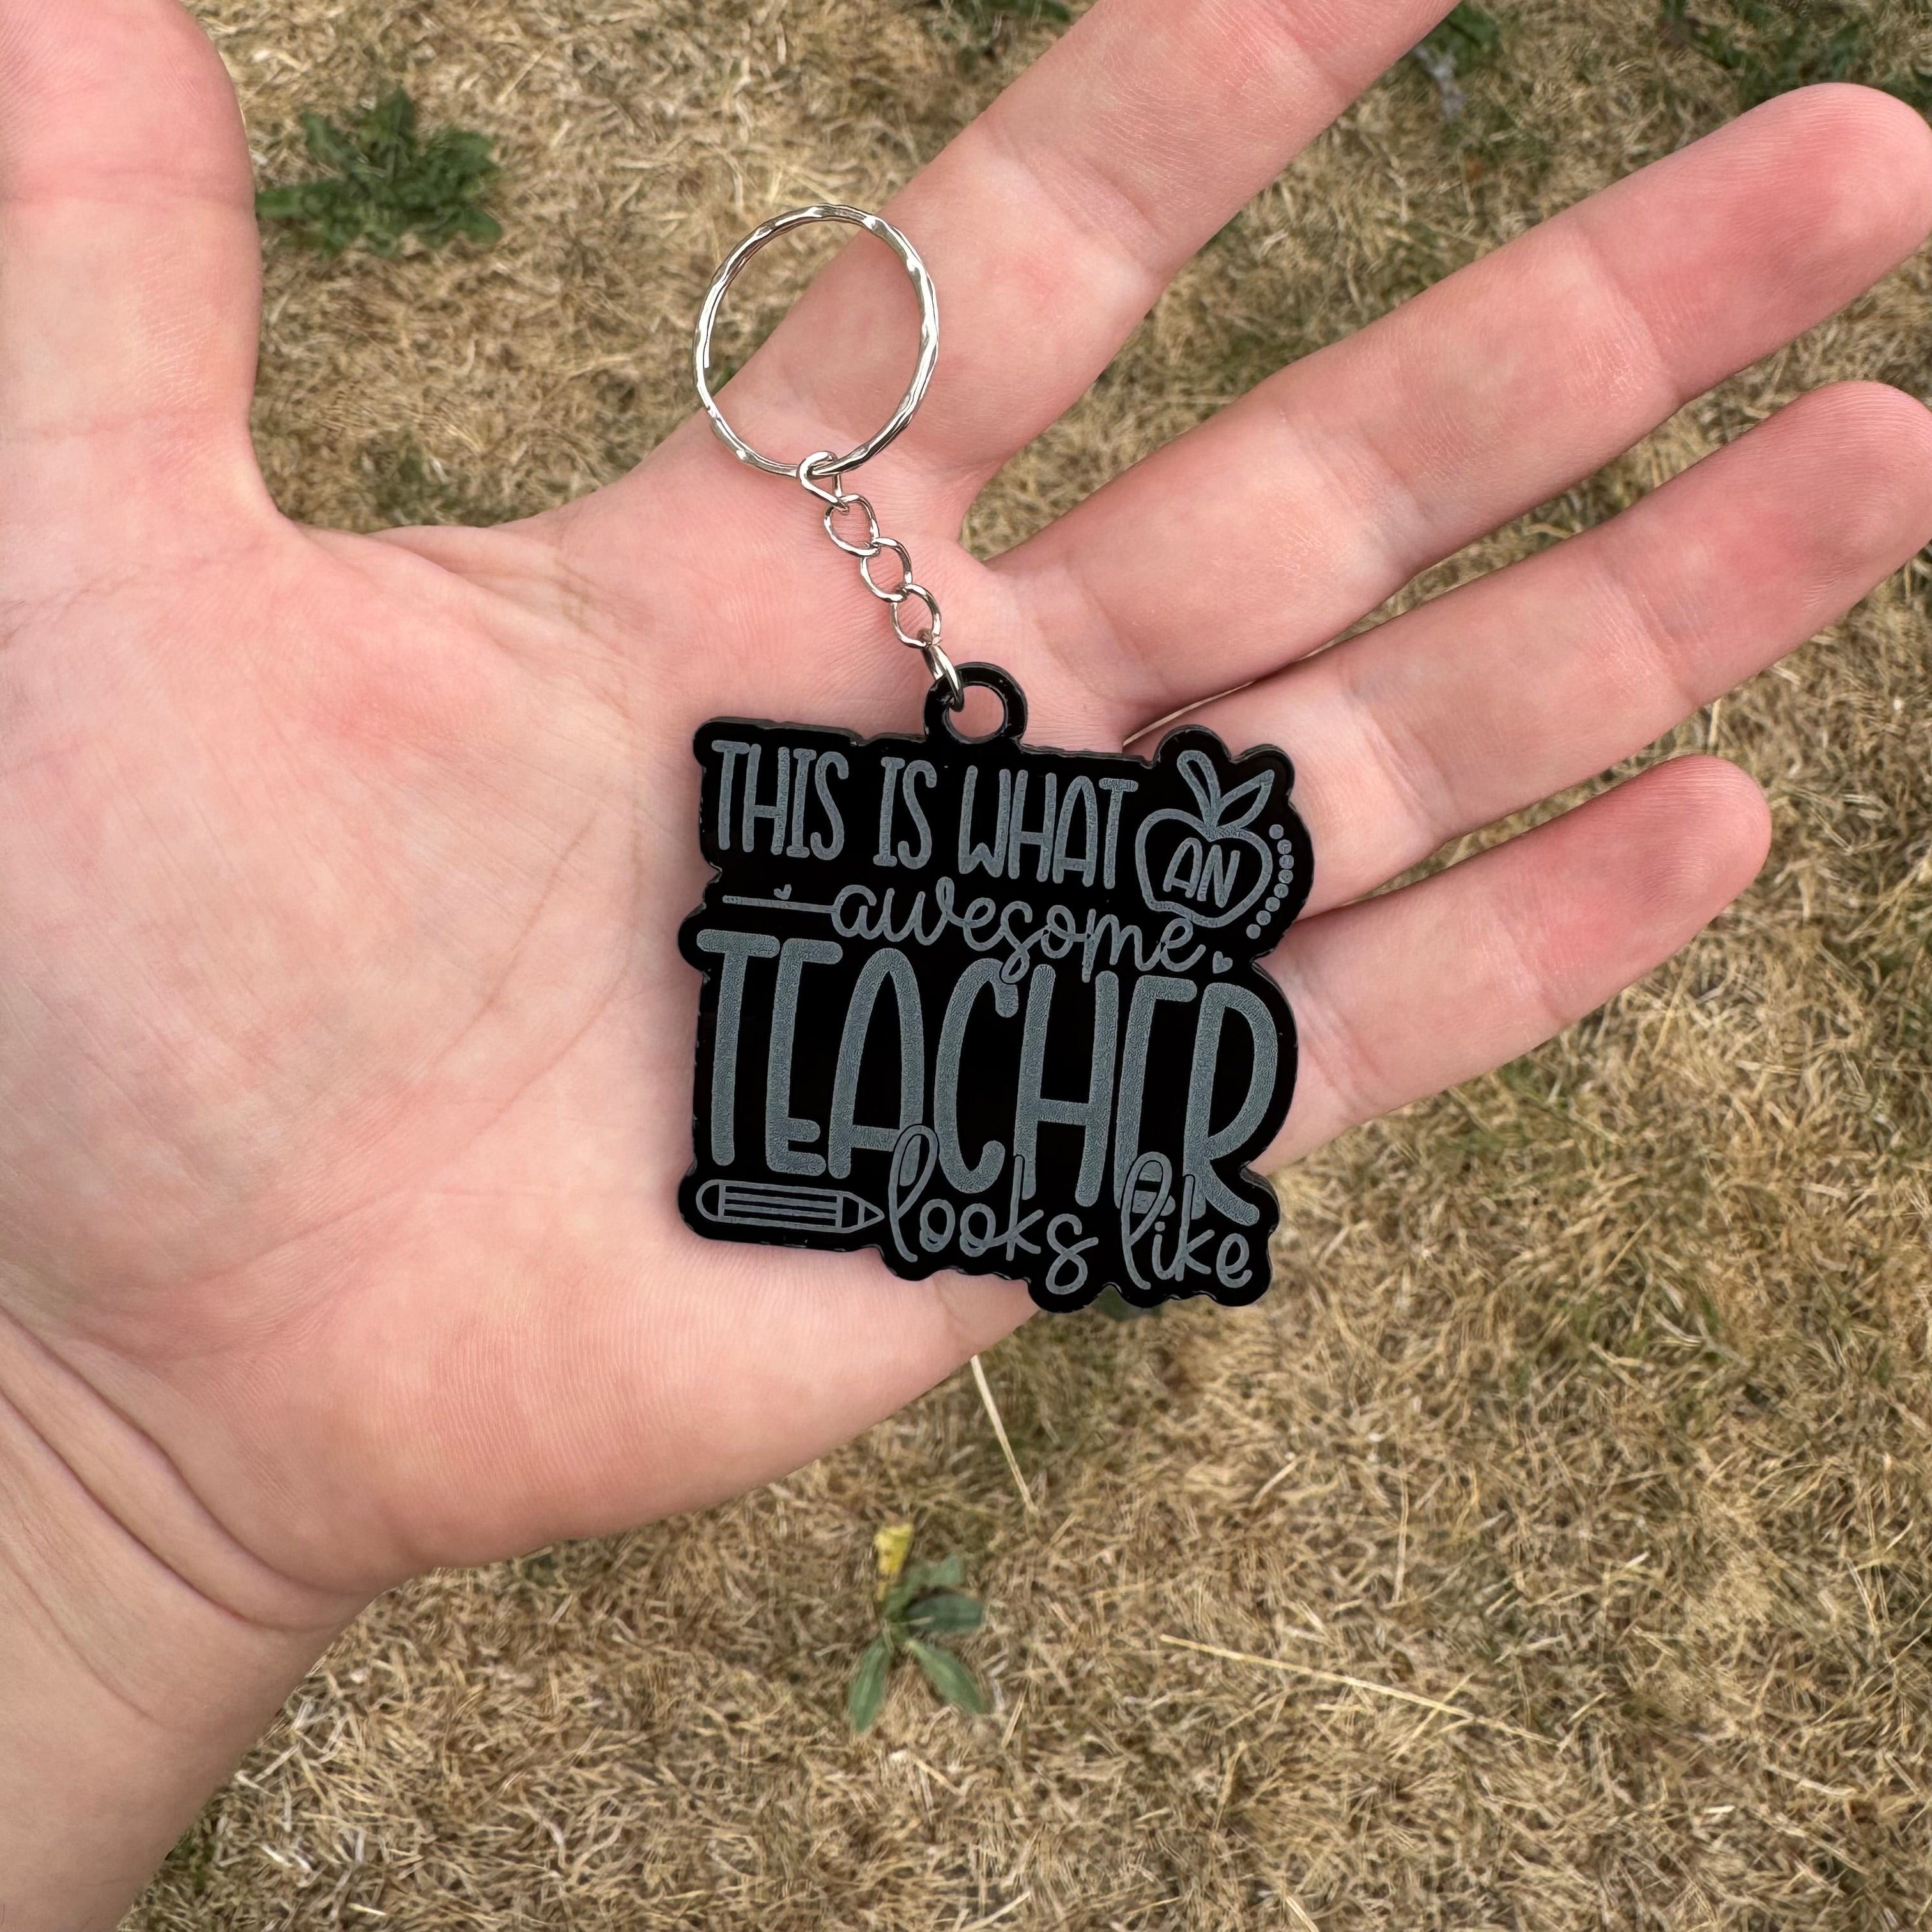 THIS IS WHAT AN
awesome
TEACHER
looks like